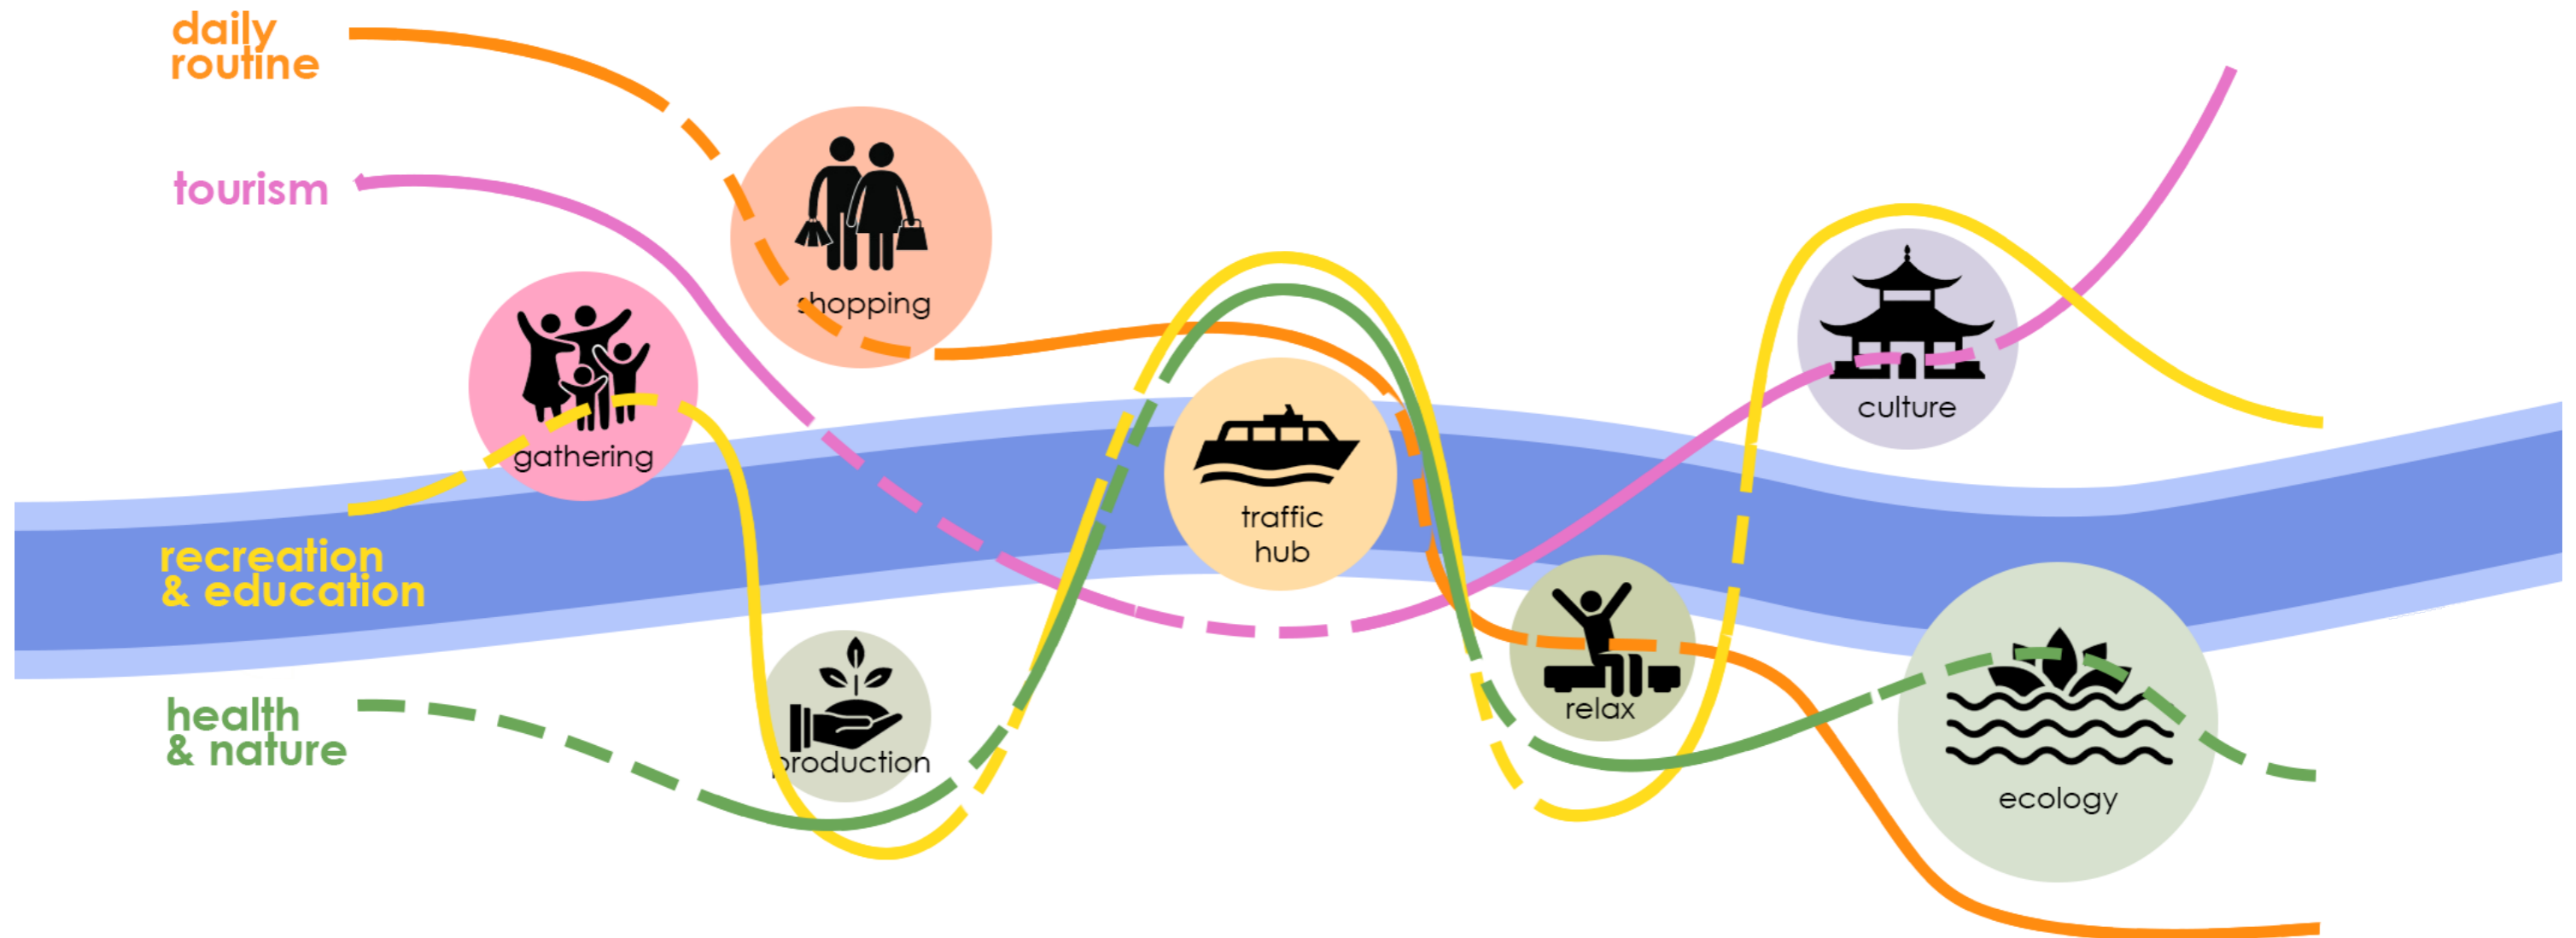 daily
routine
tourism
shopping
gathering
culture
traffic
hub
recreation
& education
health
& nature
production
relax
ecology